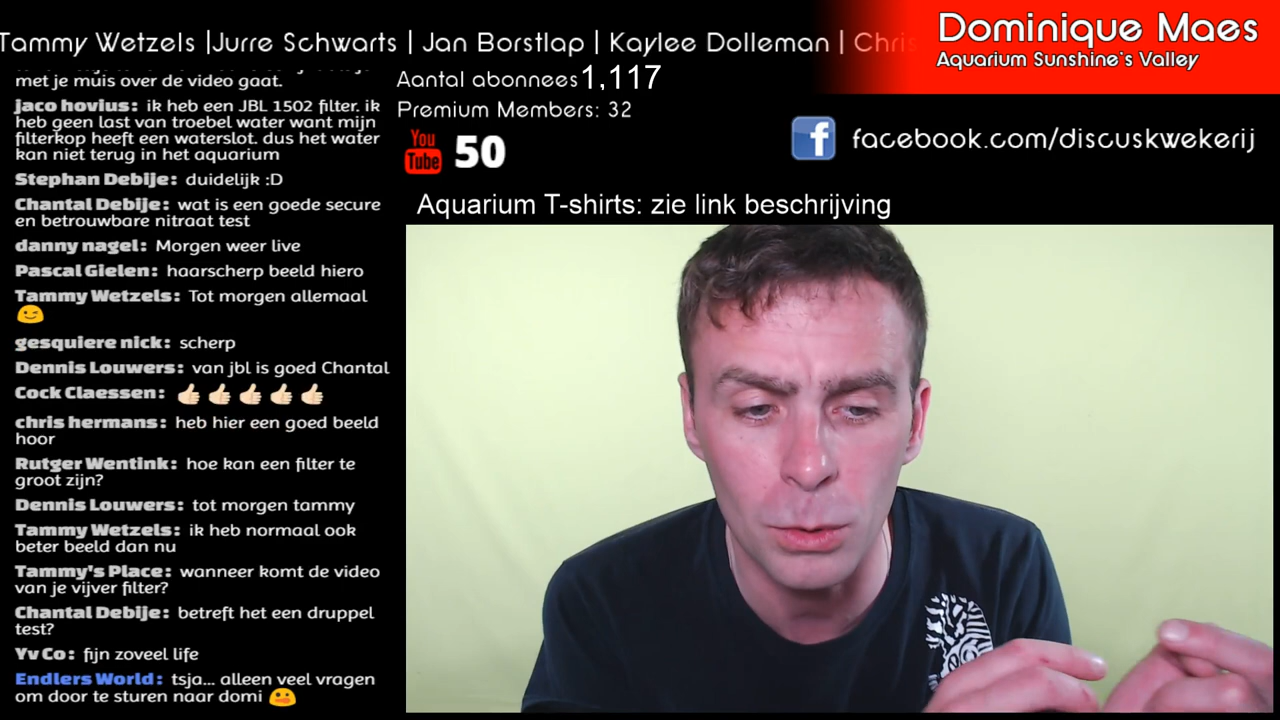 Dominique Maes
Aquarium Sunshine's Valley
Tammy Wetzels |Jurre Schwarts | Jan Borstlap | Kaylee Dolleman | Chris
Aantal abonnees 1,117
Premium Members: 32
You Tube 50
facebook.com/discuskwekerij
Aquarium T-shirts: zie link beschrijving
met je muis over de video gaat.
jaco hovius: ik heb een JBL 1502 filter. ik
heb geen last van troebel water want mijn
filterkop heeft een waterslot. dus het water
kan niet terug in het aquarium
Stephan Debije: duidelijk :D
Chantal Debije: wat is een goede secure
en betrouwbare nitraat test
danny nagel: Morgen weer live
Pascal Gielen: haarscherp beeld hiero
Tammy Wetzels: Tot morgen allemaal
😉
gesquiere nick: scherp
Dennis Louwers: van jbl is goed Chantal
Cock Claessen: 👍🏻👍🏻👍🏻👍🏻👍🏻
chris hermans: heb hier een goed beeld
hoor
Rutger Wentink: hoe kan een filter te
groot zijn?
Dennis Louwers: tot morgen tammy
Tammy Wetzels: ik heb normaal ook
beter beeld dan nu
Tammy's Place: wanneer komt de video
van je vijver filter?
Chantal Debije: betreft het een druppel
test?
Yv Co: fijn zoveel life
Endlers World: tsja... alleen veel vragen
om door te sturen naar domi 😛